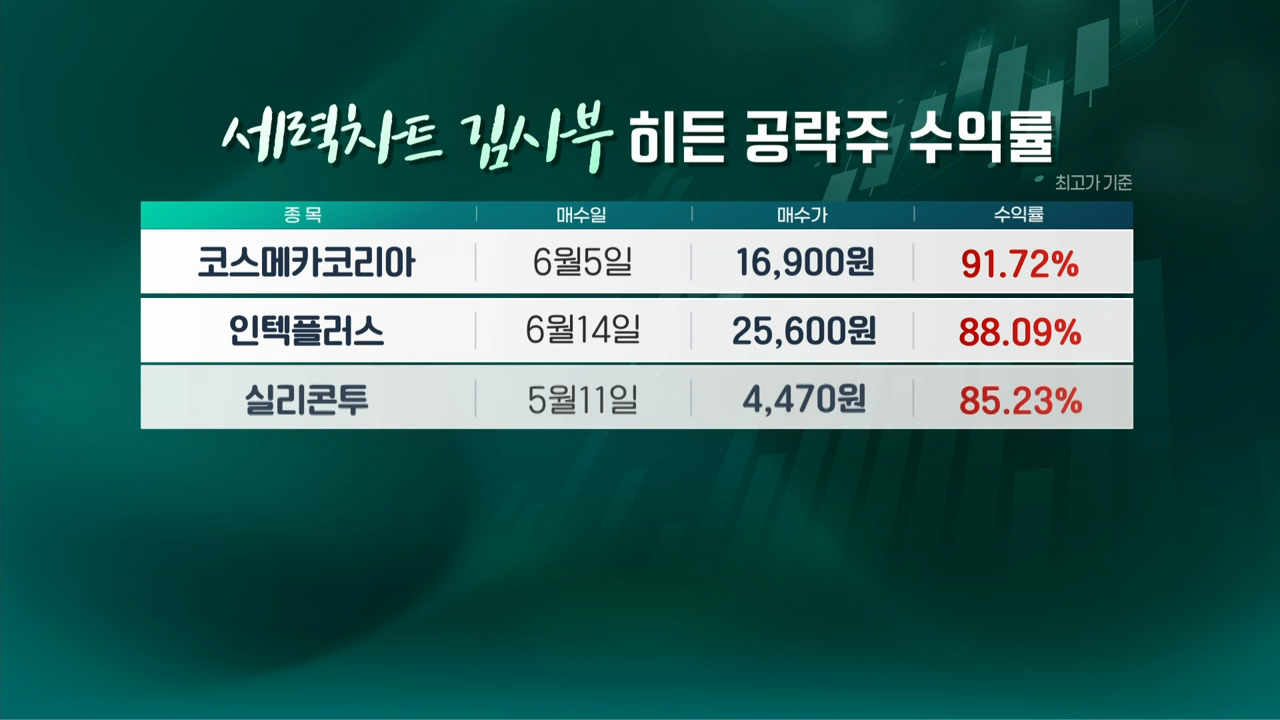 세력차트 김사부 히든 공략주 수익률
최고가 기준
종목 매수일 매수가 수익률
코스메카코리아 6월5일 16,900원 91.72%
인텍플러스 6월14일 25,600원 88.09%
실리콘투 5월11일 4,470원 85.23%